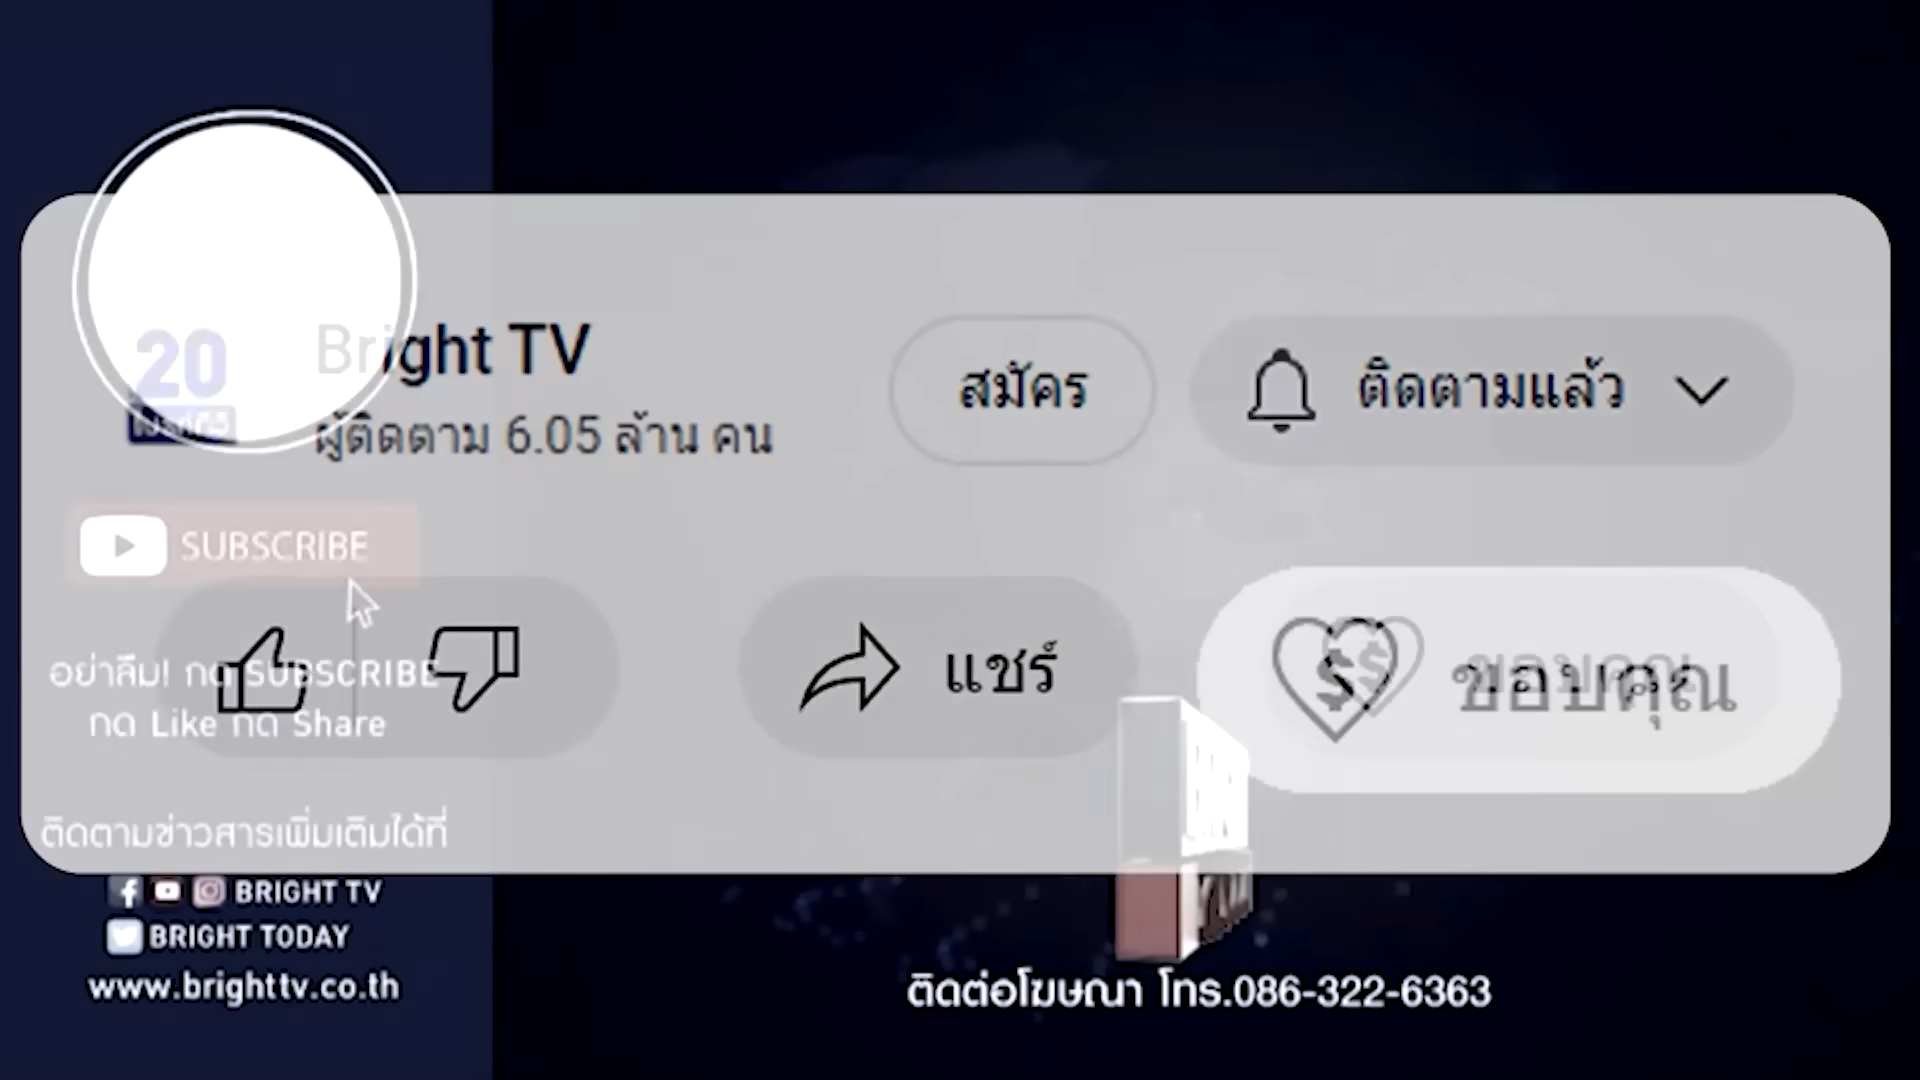 20
Bright TV
ผู้ติดตาม 6.05 ล้าน คน
สมัคร
ติดตามแล้ว
SUBSCRIBE
แชร์
ขอบคุณ
อย่าลืม! กด SUBSCRIBE
กด Like กด Share
ติดตามข่าวสารเพิ่มเติมได้ที่
BRIGHT TV
BRIGHT TODAY
www.brighttv.co.th
ติดต่อโฆษณา โทร.086-322-6363